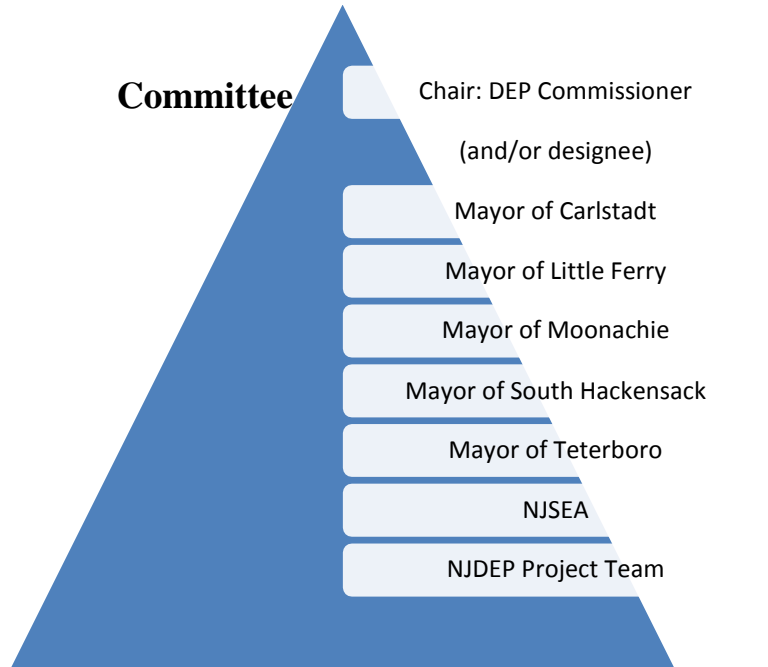 Committee
Chair: DEP Commissioner
(and/or designee)
Mayor of Carlstadt
Mayor of Little Ferry
Mayor of Moonachie
Mayor of South Hackensack
Mayor of Teterboro
NJSEA
NJDEP Project Team